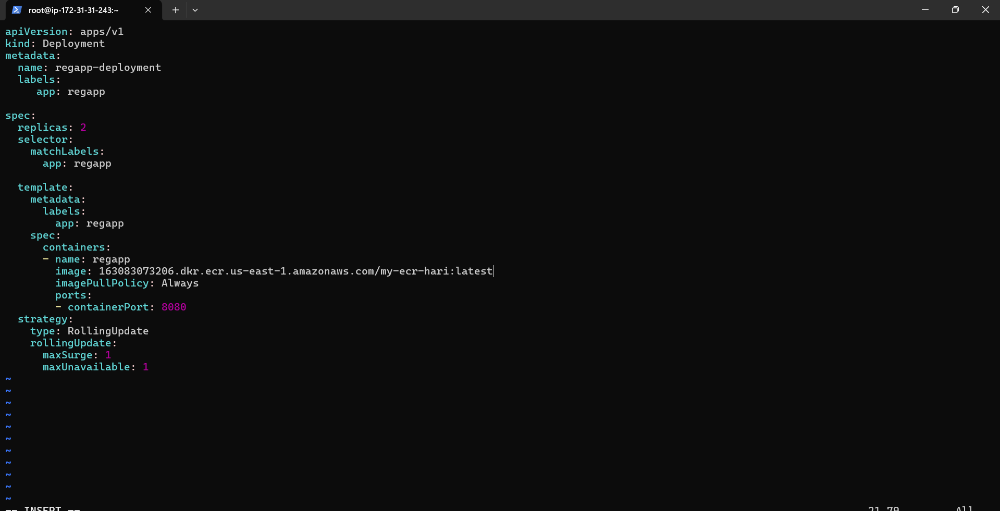 root@ip-172-31-31-243:~
apiVersion: apps/v1
kind: Deployment
metadata:
  name: regapp-deployment
  labels:
     app: regapp

spec:
  replicas: 2
  selector:
    matchLabels:
      app: regapp

  template:
    metadata:
      labels:
        app: regapp
    spec:
      containers:
      - name: regapp
        image: 163083073206.dkr.ecr.us-east-1.amazonaws.com/my-ecr-hari:latest
        imagePullPolicy: Always
        ports:
        - containerPort: 8080
  strategy:
    type: RollingUpdate
    rollingUpdate:
      maxSurge: 1
      maxUnavailable: 1
~
~
~
~
~
~
~
~
~
~
~
-- INSERT -- 21,79 All